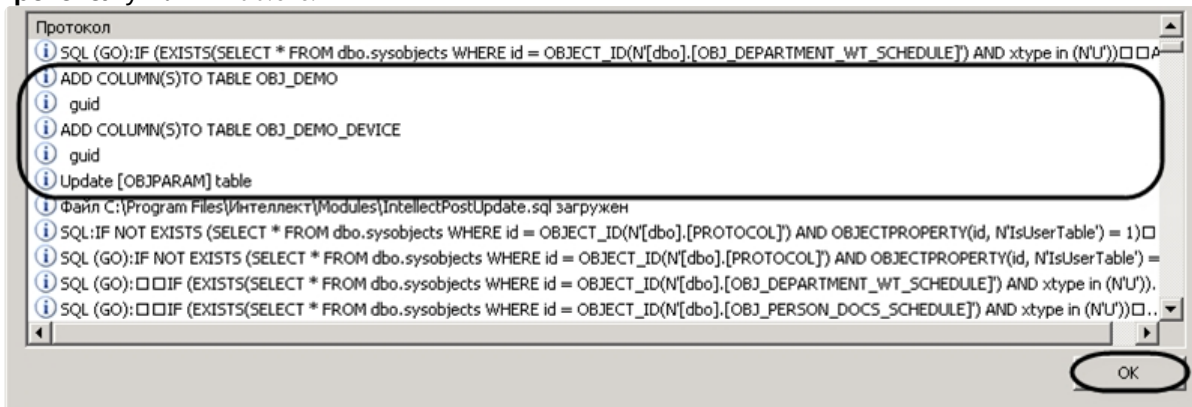 Протокол
SQL (GO):IF (EXISTS(SELECT * FROM dbo.sysobjects WHERE id = OBJECT_ID(N'[dbo].[OBJ_DEPARTMENT_WT_SCHEDULE]') AND xtype in (N'U'))□□A
ADD COLUMN(S)TO TABLE OBJ_DEMO
guid
ADD COLUMN(S)TO TABLE OBJ_DEMO_DEVICE
guid
Update [OBJPARAM] table
Файл C:\Program Files\Интеллект\Modules\IntellectPostUpdate.sql загружен
SQL:IF NOT EXISTS (SELECT * FROM dbo.sysobjects WHERE id = OBJECT_ID(N'[dbo].[PROTOCOL]') AND OBJECTPROPERTY(id, N'IsUserTable') = 1)□
SQL (GO):IF NOT EXISTS (SELECT * FROM dbo.sysobjects WHERE id = OBJECT_ID(N'[dbo].[PROTOCOL]') AND OBJECTPROPERTY(id, N'IsUserTable') =
SQL (GO):□□IF (EXISTS(SELECT * FROM dbo.sysobjects WHERE id = OBJECT_ID(N'[dbo].[OBJ_DEPARTMENT_WT_SCHEDULE]') AND xtype in (N'U')).
SQL (GO):□□IF (EXISTS(SELECT * FROM dbo.sysobjects WHERE id = OBJECT_ID(N'[dbo].[OBJ_PERSON_DOCS_SCHEDULE]') AND xtype in (N'U'))□..
OK